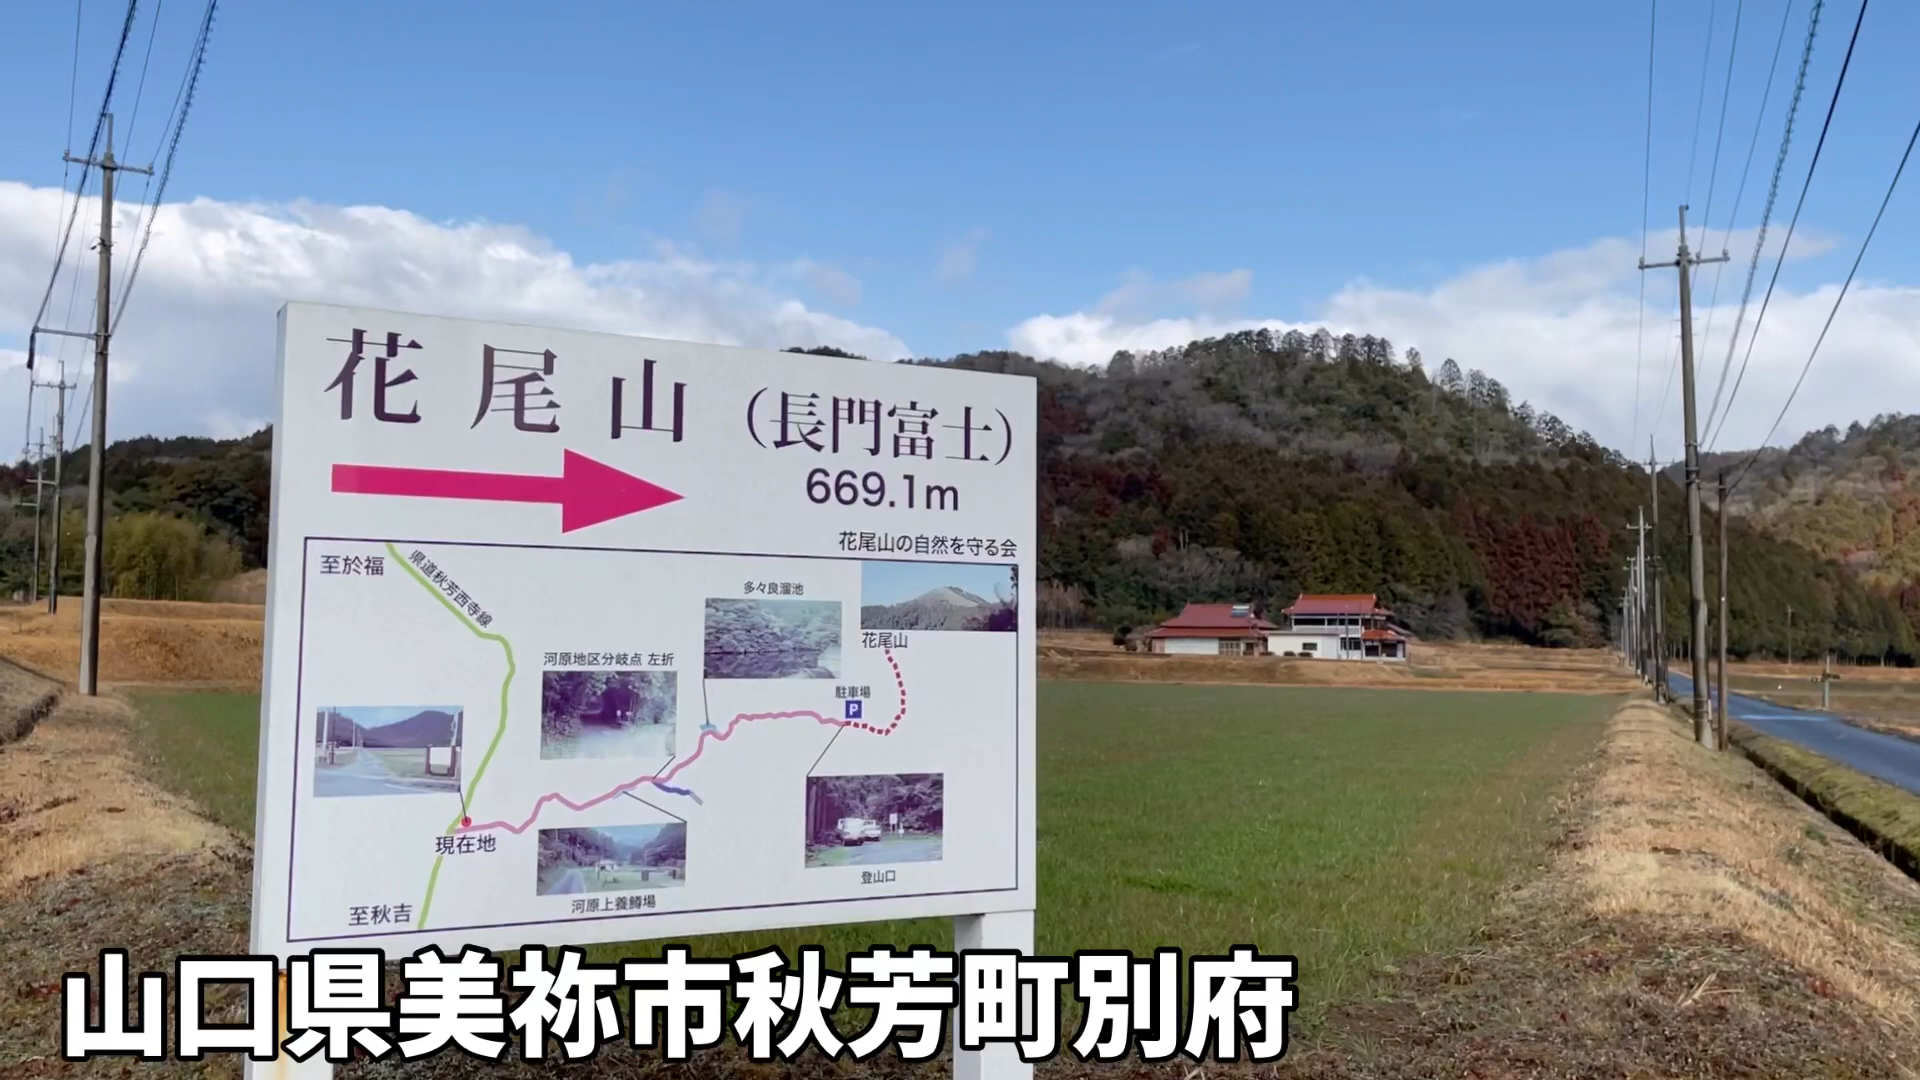 花尾山(長門富士)
669.1m
花尾山の自然を守る会
至於福
県道秋芳西寺線
多々良溜池
花尾山
河原地区分岐点 左折
駐車場
P
現在地
登山口
河原上養鱒場
至秋吉
山口県美祢市秋芳町別府